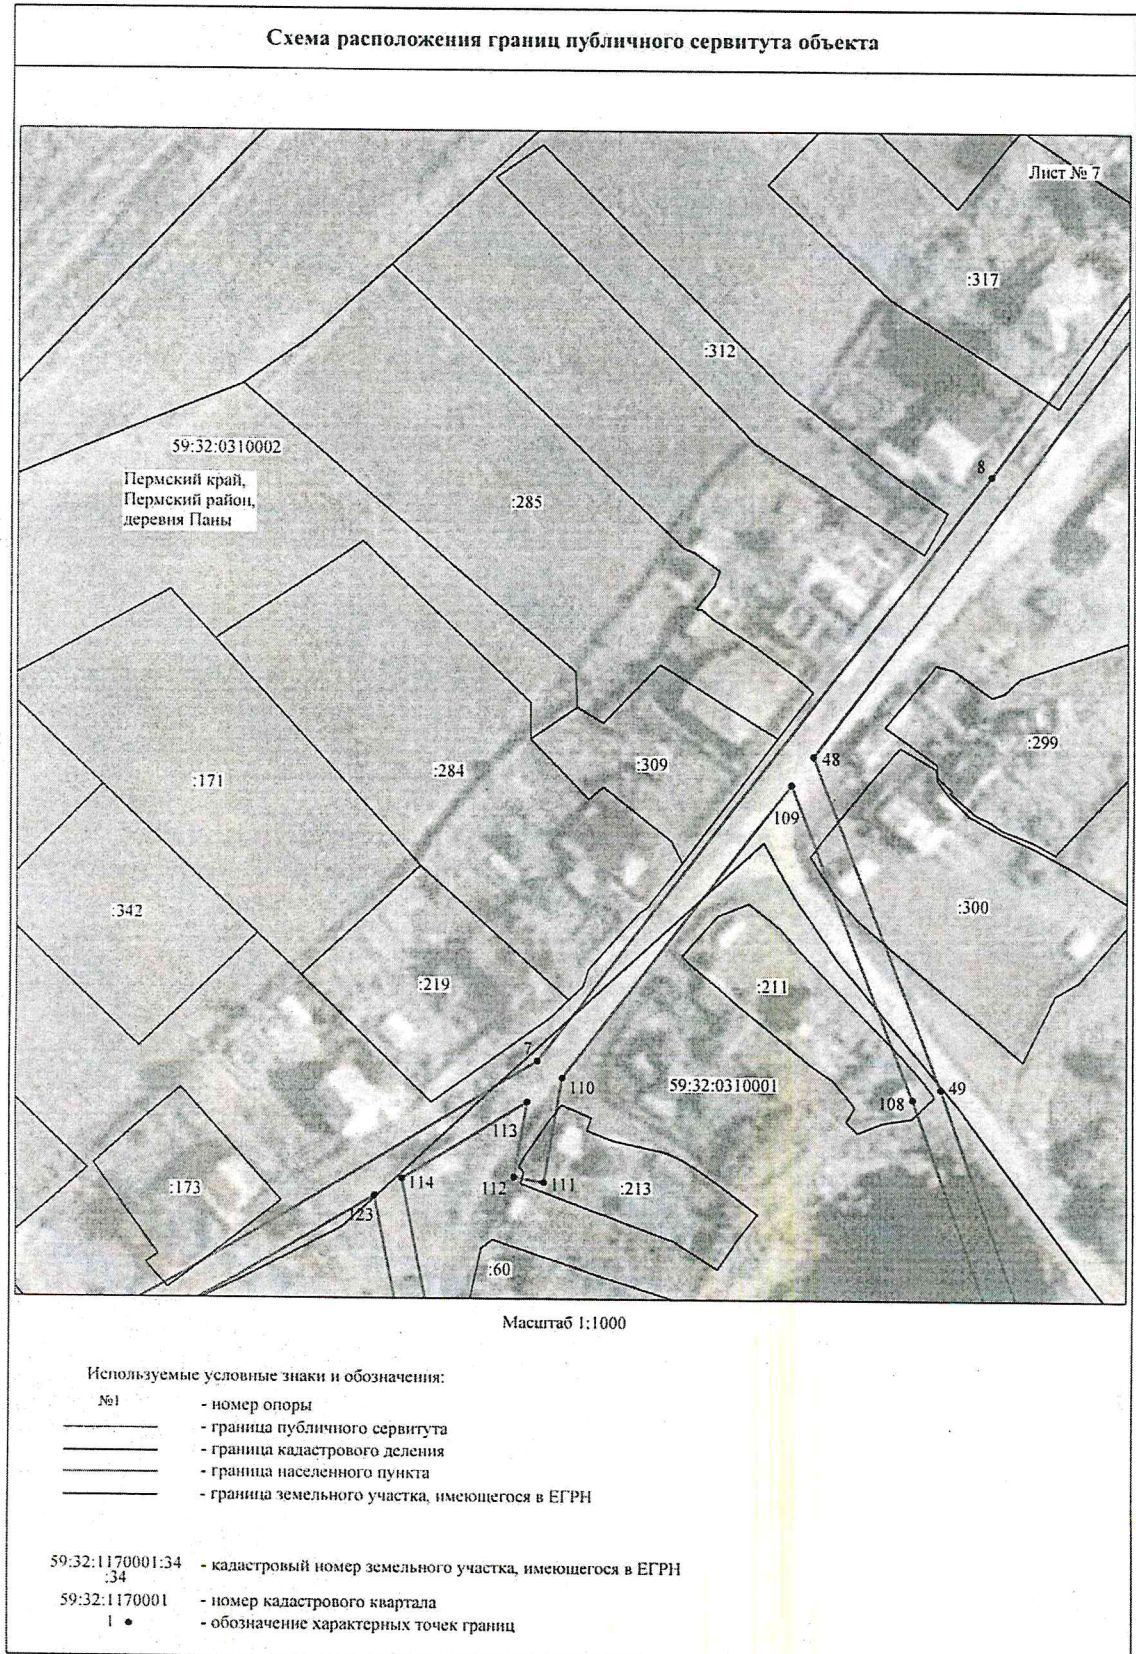 Схема расположения границ публичного сервитута объекта
Лист № 7
:317
:312
8
59:32:0310002
Пермский край,
Пермский район,
деревня Паны
:285
:299
48
:309
:284
:171
109
:342
:300
:219
:211
7
110
59:32:0310001
49
108
113
114
:173
112
111
:213
123
:60
Масштаб 1:1000
Используемые условные знаки и обозначения:
№1 - номер опоры
- граница публичного сервитута
- граница кадастрового деления
- граница населенного пункта
- граница земельного участка, имеющегося в ЕГРН
59:32:1170001:34 - кадастровый номер земельного участка, имеющегося в ЕГРН
:34
59:32:1170001 - номер кадастрового квартала
1 - обозначение характерных точек границ